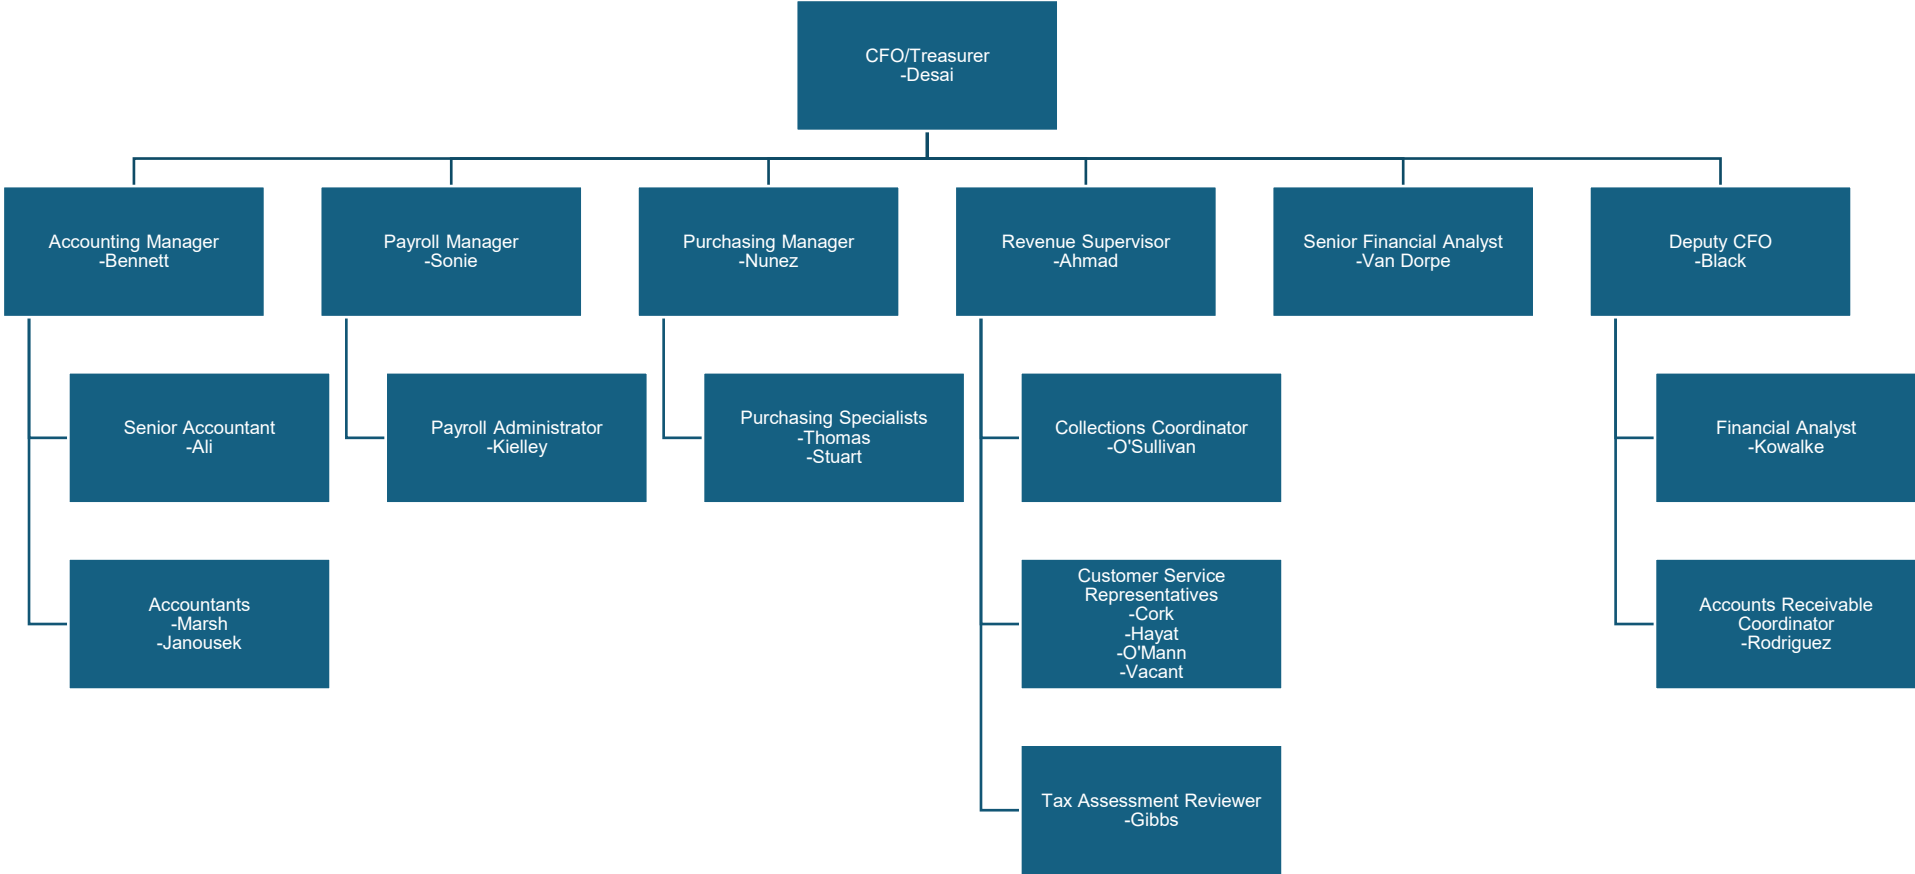 CFO/Treasurer
-Desai
Accounting Manager
-Bennett
Payroll Manager
-Sonie
Purchasing Manager
-Nunez
Revenue Supervisor
-Ahmad
Senior Financial Analyst
-Van Dorpe
Deputy CFO
-Black
Senior Accountant
-Ali
Payroll Administrator
-Kielley
Purchasing Specialists
-Thomas
-Stuart
Collections Coordinator
-O'Sullivan
Financial Analyst
-Kowalke
Accountants
-Marsh
-Janousek
Customer Service
Representatives
-Cork
-Hayat
-O'Mann
-Vacant
Accounts Receivable
Coordinator
-Rodriguez
Tax Assessment Reviewer
-Gibbs